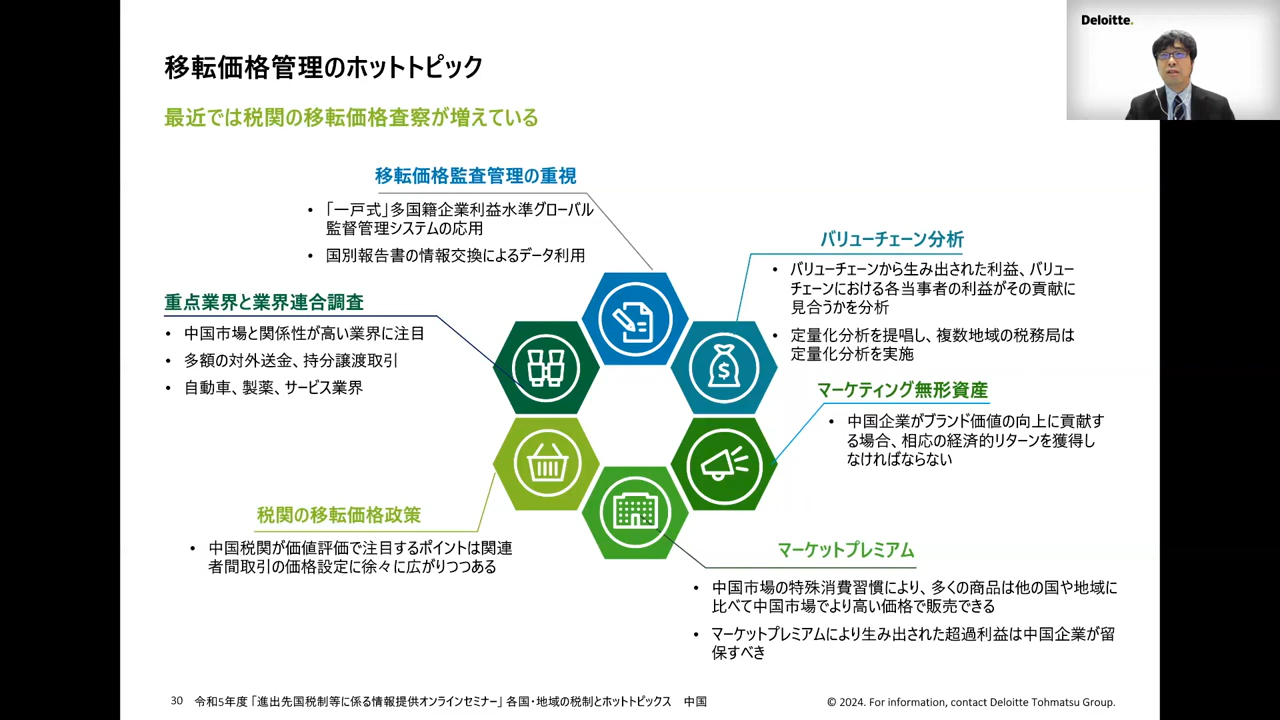 Deloitte.
移転価格管理のホットトピック
最近では税関の移転価格査察が増えている
移転価格監査管理の重視
• 「一戸式」多国籍企業利益水準グローバル
監督管理システムの応用
• 国別報告書の情報交換によるデータ利用
バリューチェーン分析
• バリューチェーンから生み出された利益、バリュー
チェーンにおける各当事者の利益がその貢献に
見合うかを分析
• 定量化分析を提唱し、複数地域の税務局は
定量化分析を実施
重点業界と業界連合調査
• 中国市場と関係性が高い業界に注目
• 多額の対外送金、持分譲渡取引
• 自動車、製薬、サービス業界
マーケティング無形資産
• 中国企業がブランド価値の向上に貢献す
る場合、相応の経済的リターンを獲得し
なければならない
税関の移転価格政策
• 中国税関が価値評価で注目するポイントは関連
者間取引の価格設定に徐々に広がりつつある
マーケットプレミアム
• 中国市場の特殊消費習慣により、多くの商品は他の国や地域に
比べて中国市場でより高い価格で販売できる
• マーケットプレミアムにより生み出された超過利益は中国企業が留
保すべき
30 令和5年度「進出先国税制等に係る情報提供オンラインセミナー」各国・地域の税制とホットトピックス 中国
© 2024. For information, contact Deloitte Tohmatsu Group.